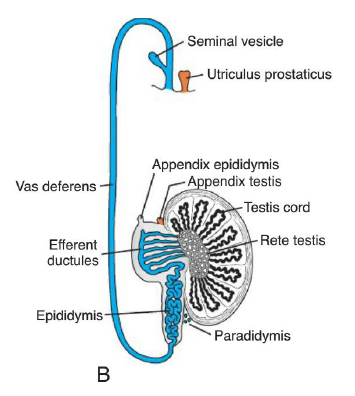 Seminal vesicle
Utriculus prostaticus
Appendix epididymis
Appendix testis
Vas deferens
Testis cord
Efferent
ductules
Rete testis
Epididymis
Paradidymis
B